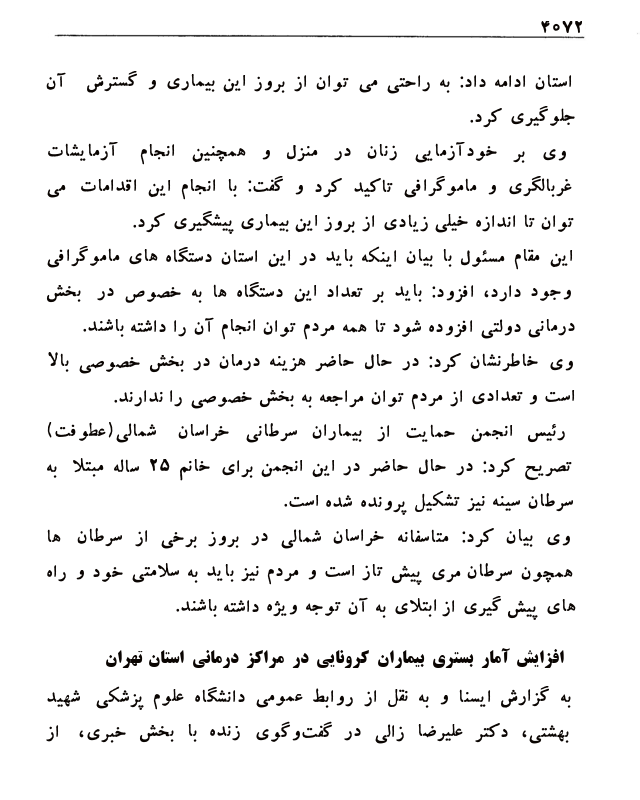 ۴۰۷۲
استان ادامه داد: به راحتی می توان از بروز این بیماری و گسترش آن
جلوگیری کرد.
وی بر خودآزمایی زنان در منزل و همچنین انجام آزمایشات
غربالگری و ماموگرافی تاکید کرد و گفت: با انجام این اقدامات می
توان تا اندازه خیلی زیادی از بروز این بیماری پیشگیری کرد.
این مقام مسئول با بیان اینکه باید در این استان دستگاه های ماموگرافی
وجود دارد، افزود: باید بر تعداد این دستگاه ها به خصوص در بخش
درمانی دولتی افزوده شود تا همه مردم توان انجام آن را داشته باشند.
وی خاطرنشان کرد: در حال حاضر هزینه درمان در بخش خصوصی بالا
است و تعدادی از مردم توان مراجعه به بخش خصوصی را ندارند.
رئیس انجمن حمایت از بیماران سرطانی خراسان شمالی(عطوفت)
تصریح کرد: در حال حاضر در این انجمن برای خانم ۲۵ ساله مبتلا به
سرطان سینه نیز تشکیل پرونده شده است.
وی بیان کرد: متاسفانه خراسان شمالی در بروز برخی از سرطان ها
همچون سرطان مری پیش تاز است و مردم نیز باید به سلامتی خود و راه
های پیش گیری از ابتلای به آن توجه ویژه داشته باشند.
افزایش آمار بستری بیماران کرونایی در مراکز درمانی استان تهران
به گزارش ایسنا و به نقل از روابط عمومی دانشگاه علوم پزشکی شهید
بهشتی، دکتر علیرضا زالی در گفت‌وگوی زنده با بخش خبری، از